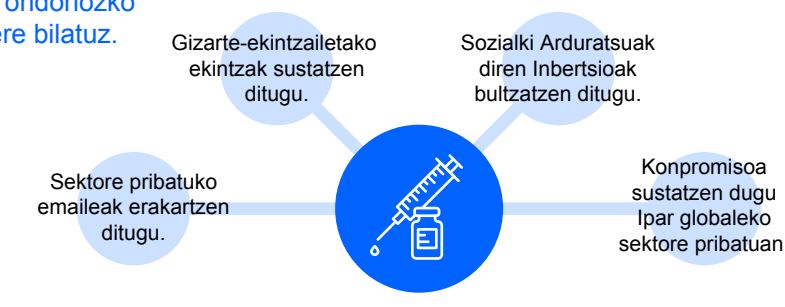 ondoriozko
ere bilatuz.
Gizarte-ekintzailetako
ekintzak sustatzen
ditugu.
Sozialki Arduratsuak
diren Inbertsioak
bultzatzen ditugu.
Sektore pribatuko
emaileak erakartzen
ditugu.
Konpromisoa
sustatzen dugu
Ipar globaleko
sektore pribatuan